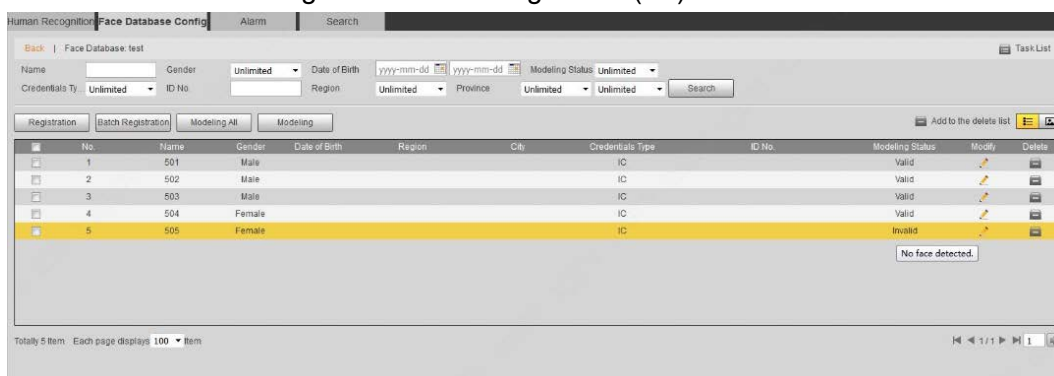 Human Recognition Face Database Config Alarm Search
Back | Face Database: test Task List
Name Gender Unlimited Date of Birth yyyy-mm-dd yyyy-mm-dd Modeling Status Unlimited
Credentials Ty... Unlimited ID No. Region Unlimited Province Unlimited Unlimited Search
Registration Batch Registration Modeling All Modeling Add to the delete list
No. Name Gender Date of Birth Region City Credentials Type ID No. Modeling Status Modify Delete
1 501 Male IC Valid
2 502 Male IC Valid
3 503 Male IC Valid
4 504 Female IC Valid
5 505 Female IC Invalid
No face detected.
Totally 5 Item Each page displays 100 Item 1 / 1 1